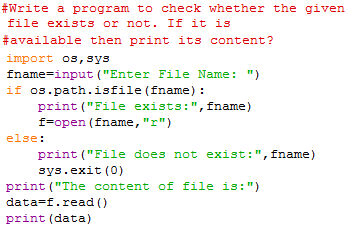 #Write a program to check whether the given
file exists or not. If it is
#available then print its content?
import os,sys
fname=input("Enter File Name: ")
if os.path.isfile(fname):
    print("File exists:",fname)
    f=open(fname,"r")
else:
    print("File does not exist:",fname)
    sys.exit(0)
print("The content of file is:")
data=f.read()
print(data)